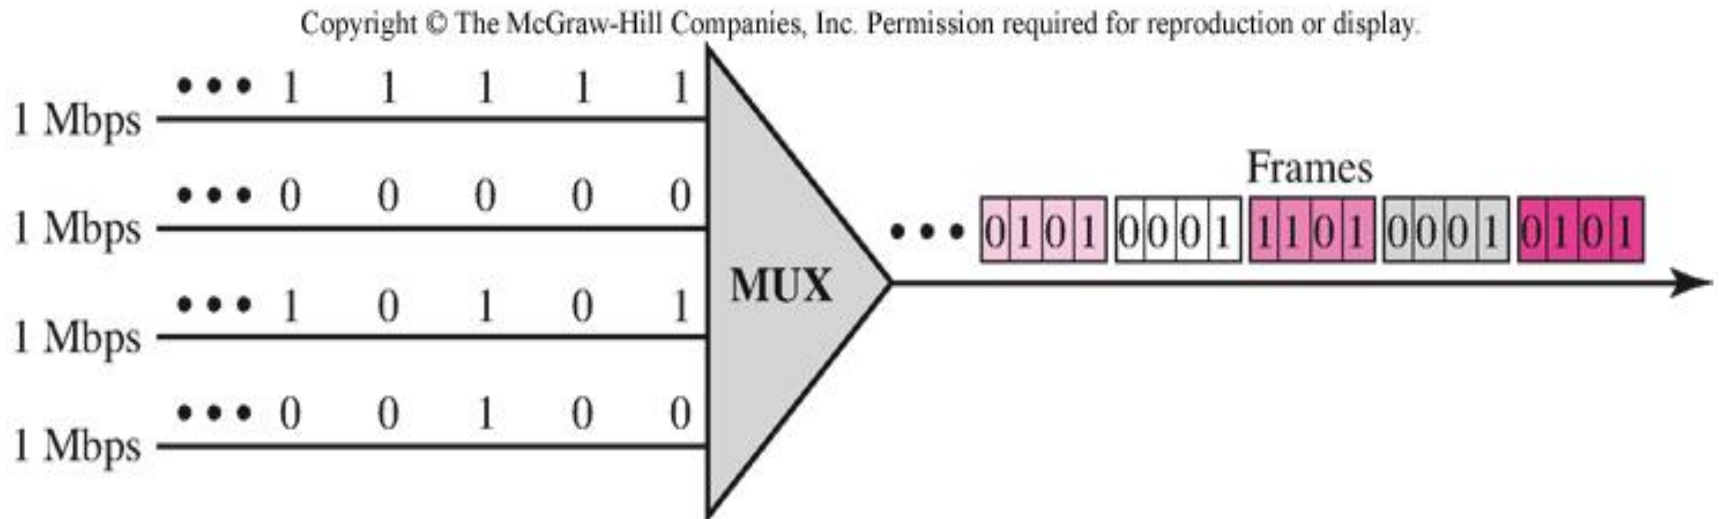 Copyright © The McGraw-Hill Companies, Inc. Permission required for reproduction or display.
••• 1 1 1 1 1
1 Mbps
••• 0 0 0 0 0
1 Mbps
••• 1 0 1 0 1
1 Mbps
••• 0 0 1 0 0
1 Mbps
MUX
Frames
••• 0101 0001 1101 0001 0101